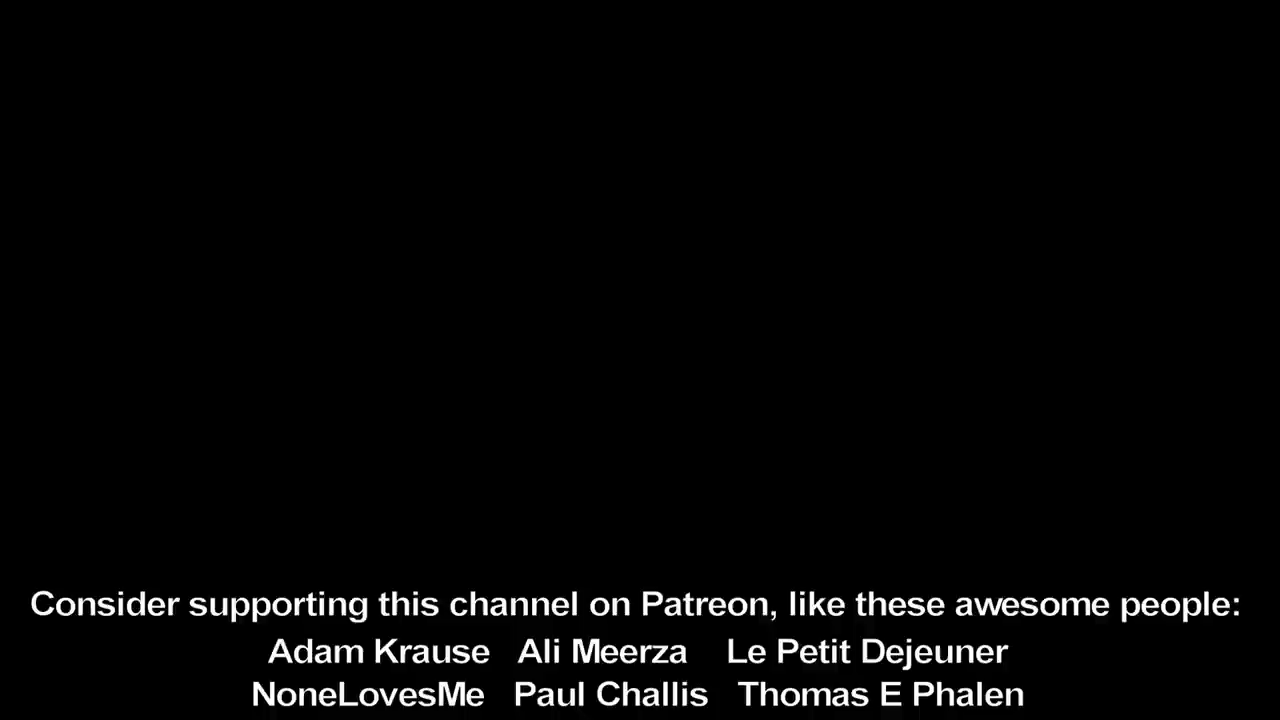 Consider supporting this channel on Patreon, like these awesome people:
Adam Krause Ali Meerza Le Petit Dejeuner
NoneLovesMe Paul Challis Thomas E Phalen